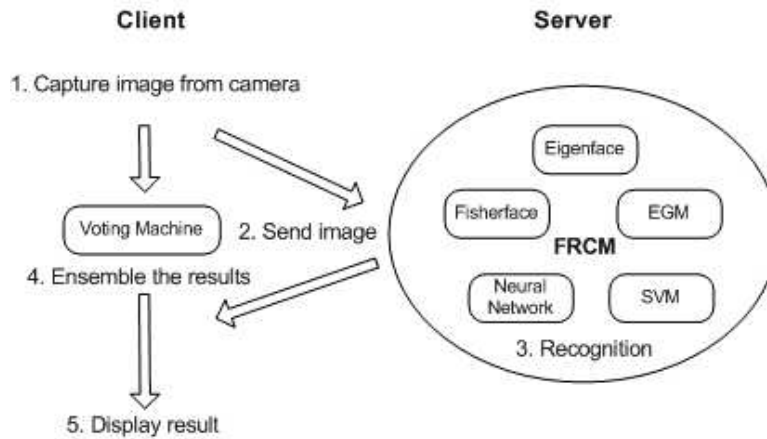 Client
Server
1. Capture image from camera
Eigenface
Fisherface
EGM
Voting Machine
2. Send image
FRCM
4. Ensemble the results
Neural
Network
SVM
3. Recognition
5. Display result